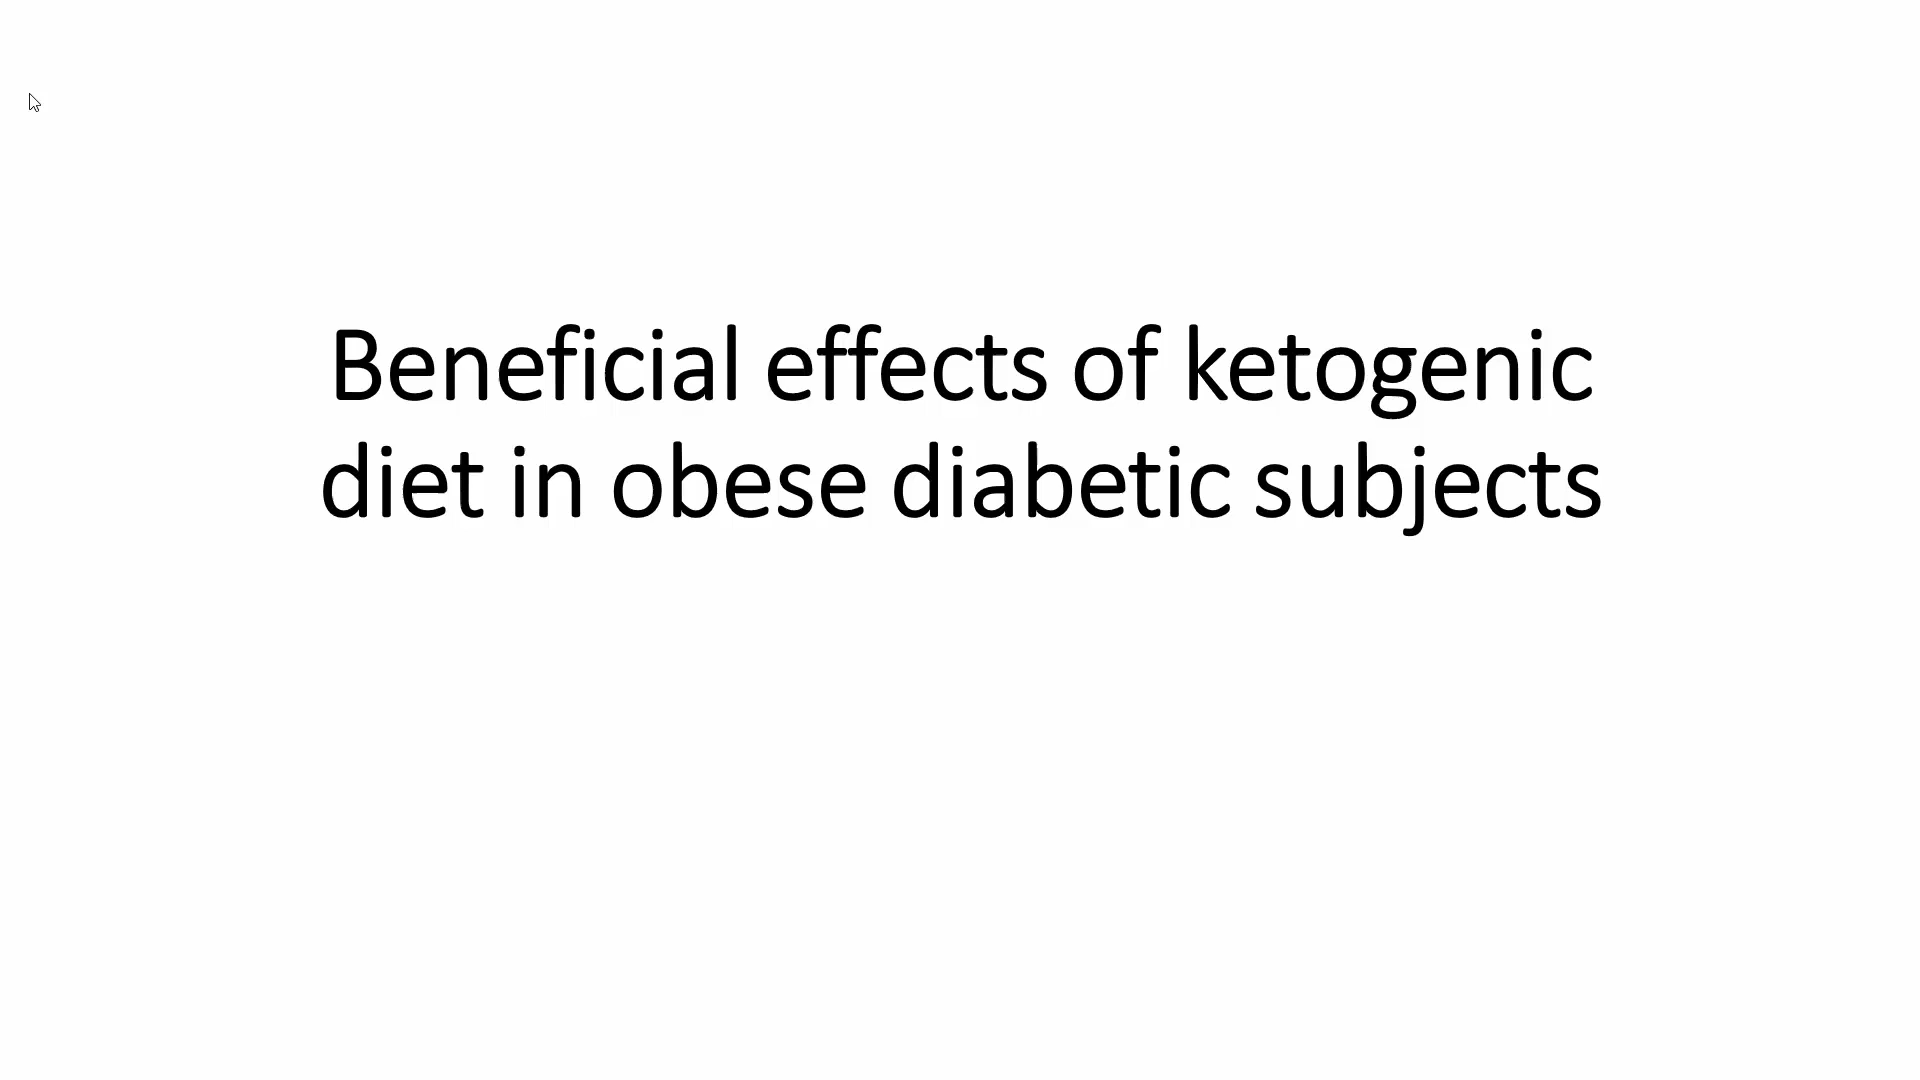 Beneficial effects of ketogenic
diet in obese diabetic subjects